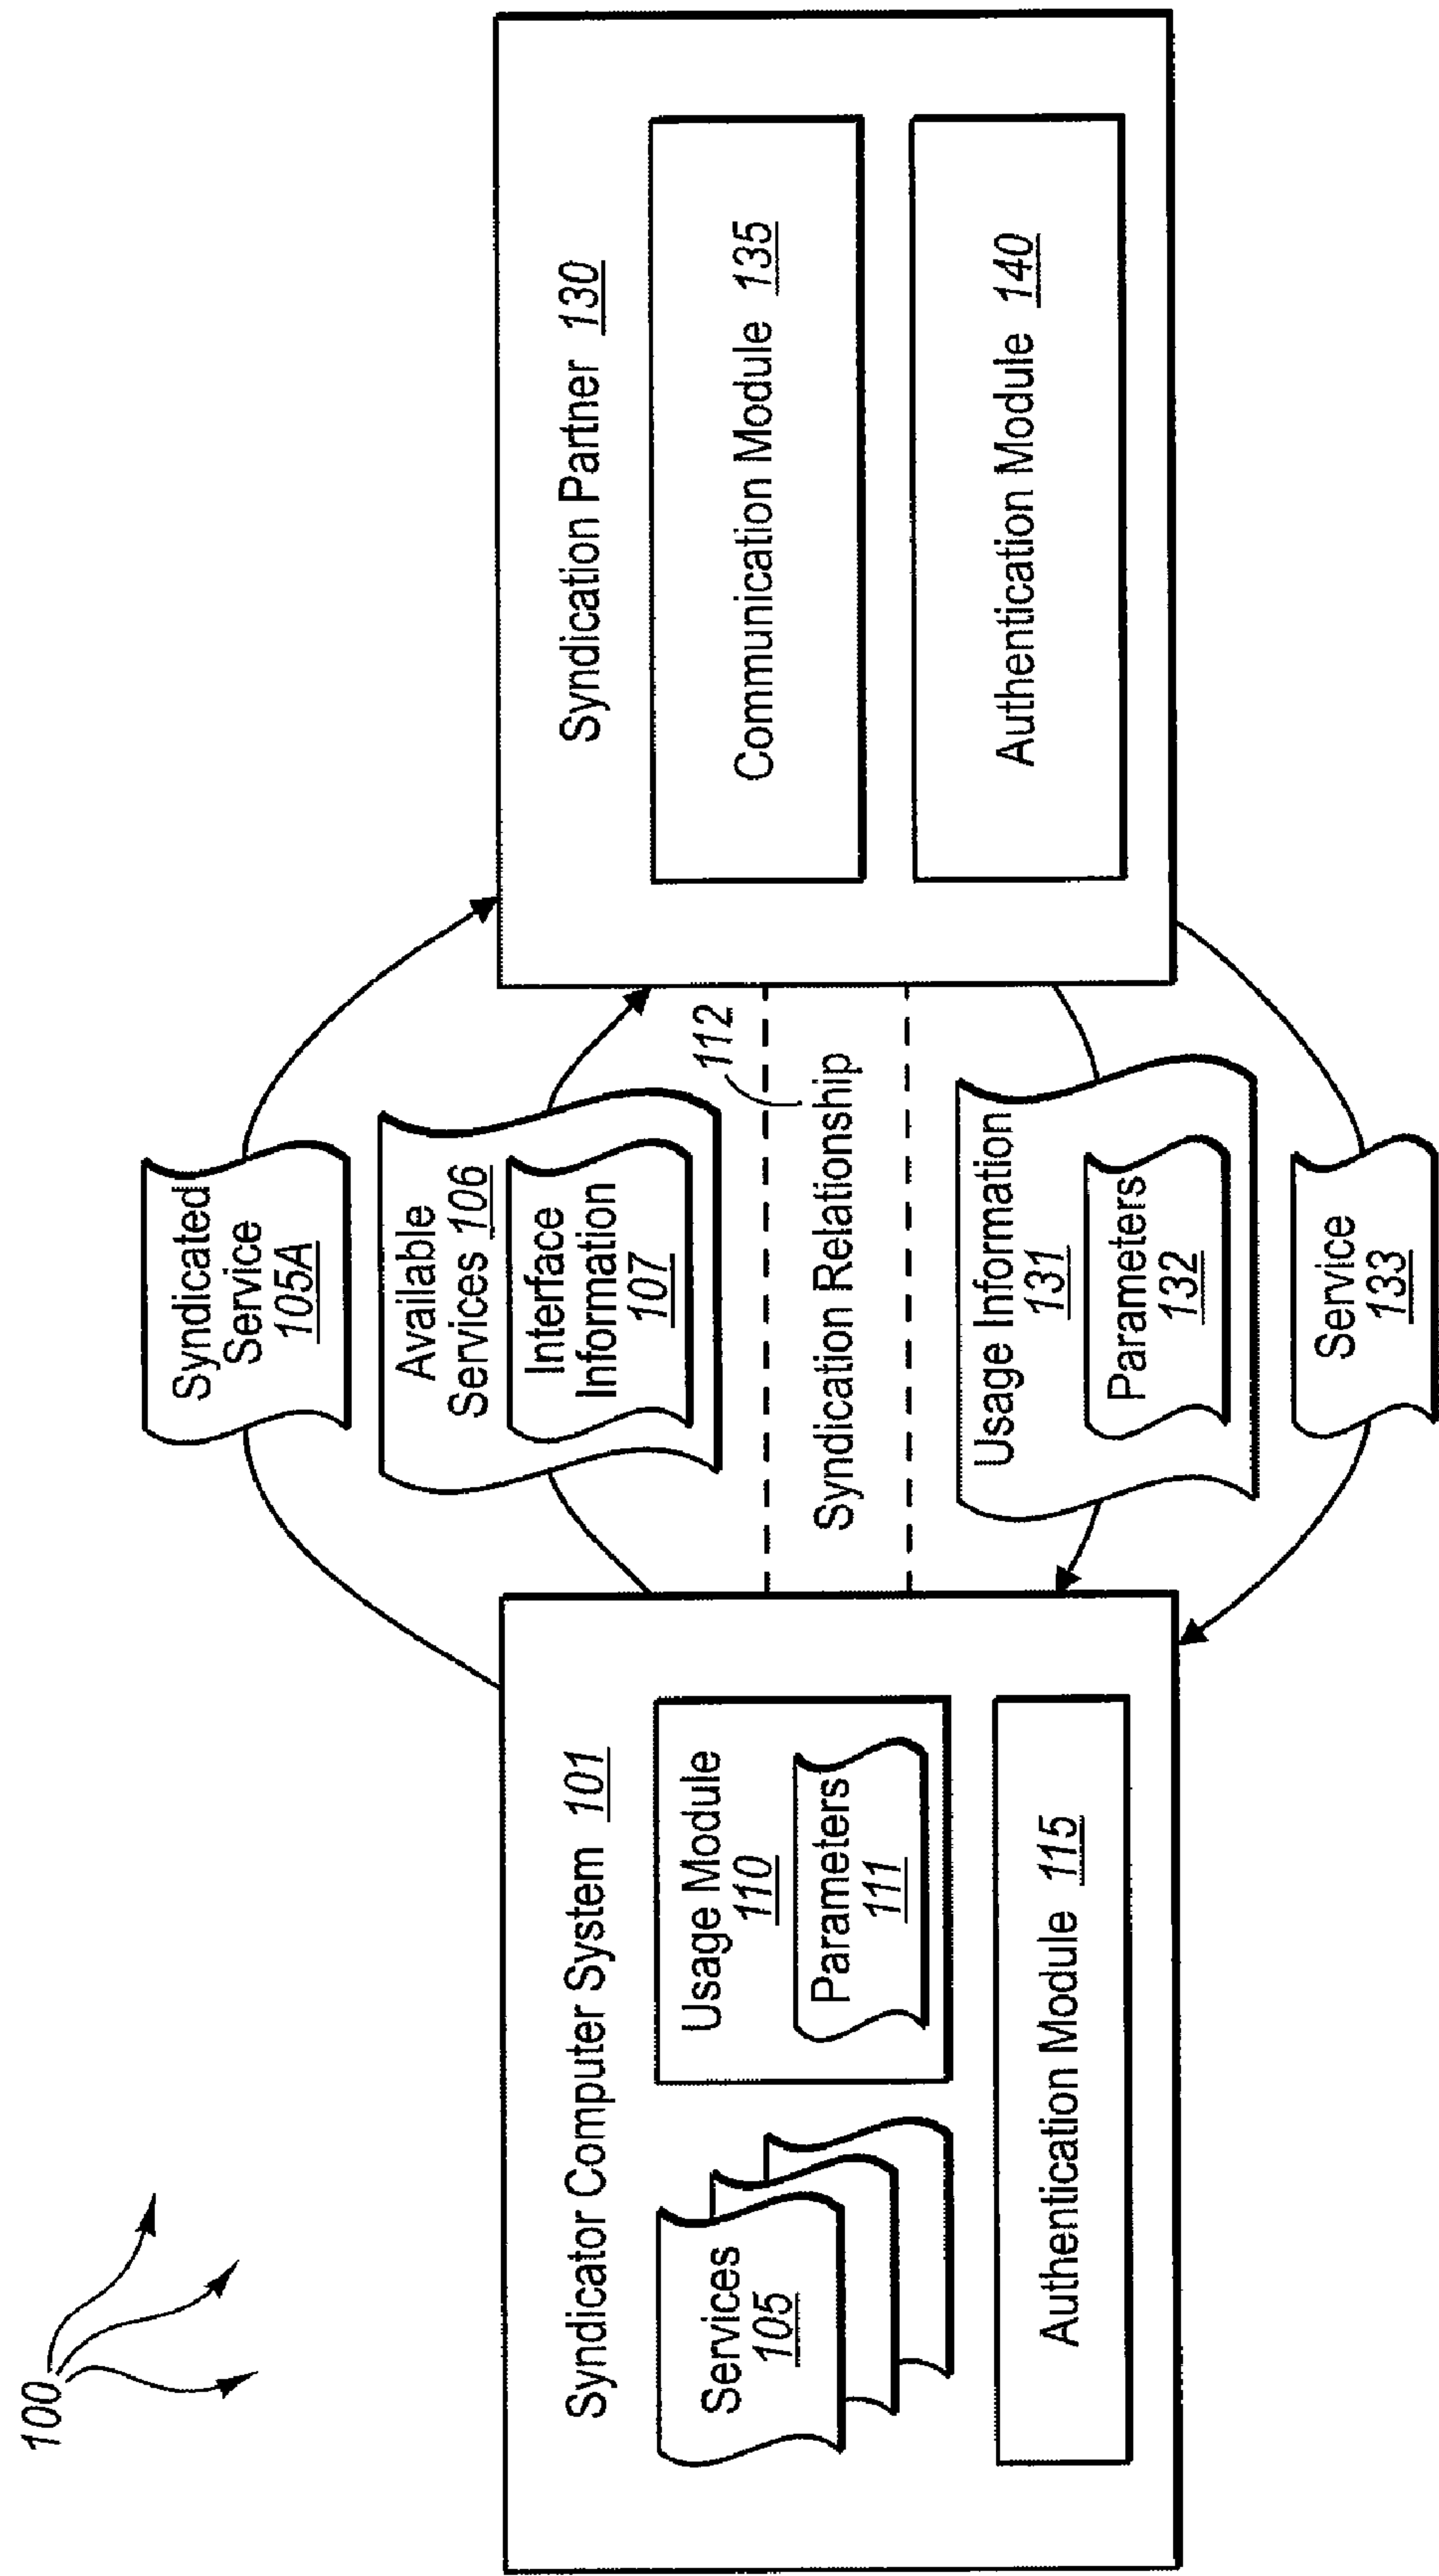 100
Syndicator Computer System 101
Services
105
Usage Module
110
Parameters
111
Authentication Module 115
Syndicated
Service
105A
Available
Services 106
Interface
Information
107
112
Syndication Relationship
Usage Information
131
Parameters
132
Service
133
Syndication Partner 130
Communication Module 135
Authentication Module 140